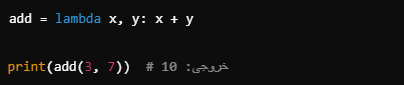 add = lambda x, y: x + y
print(add(3, 7))  # خروجی: 10